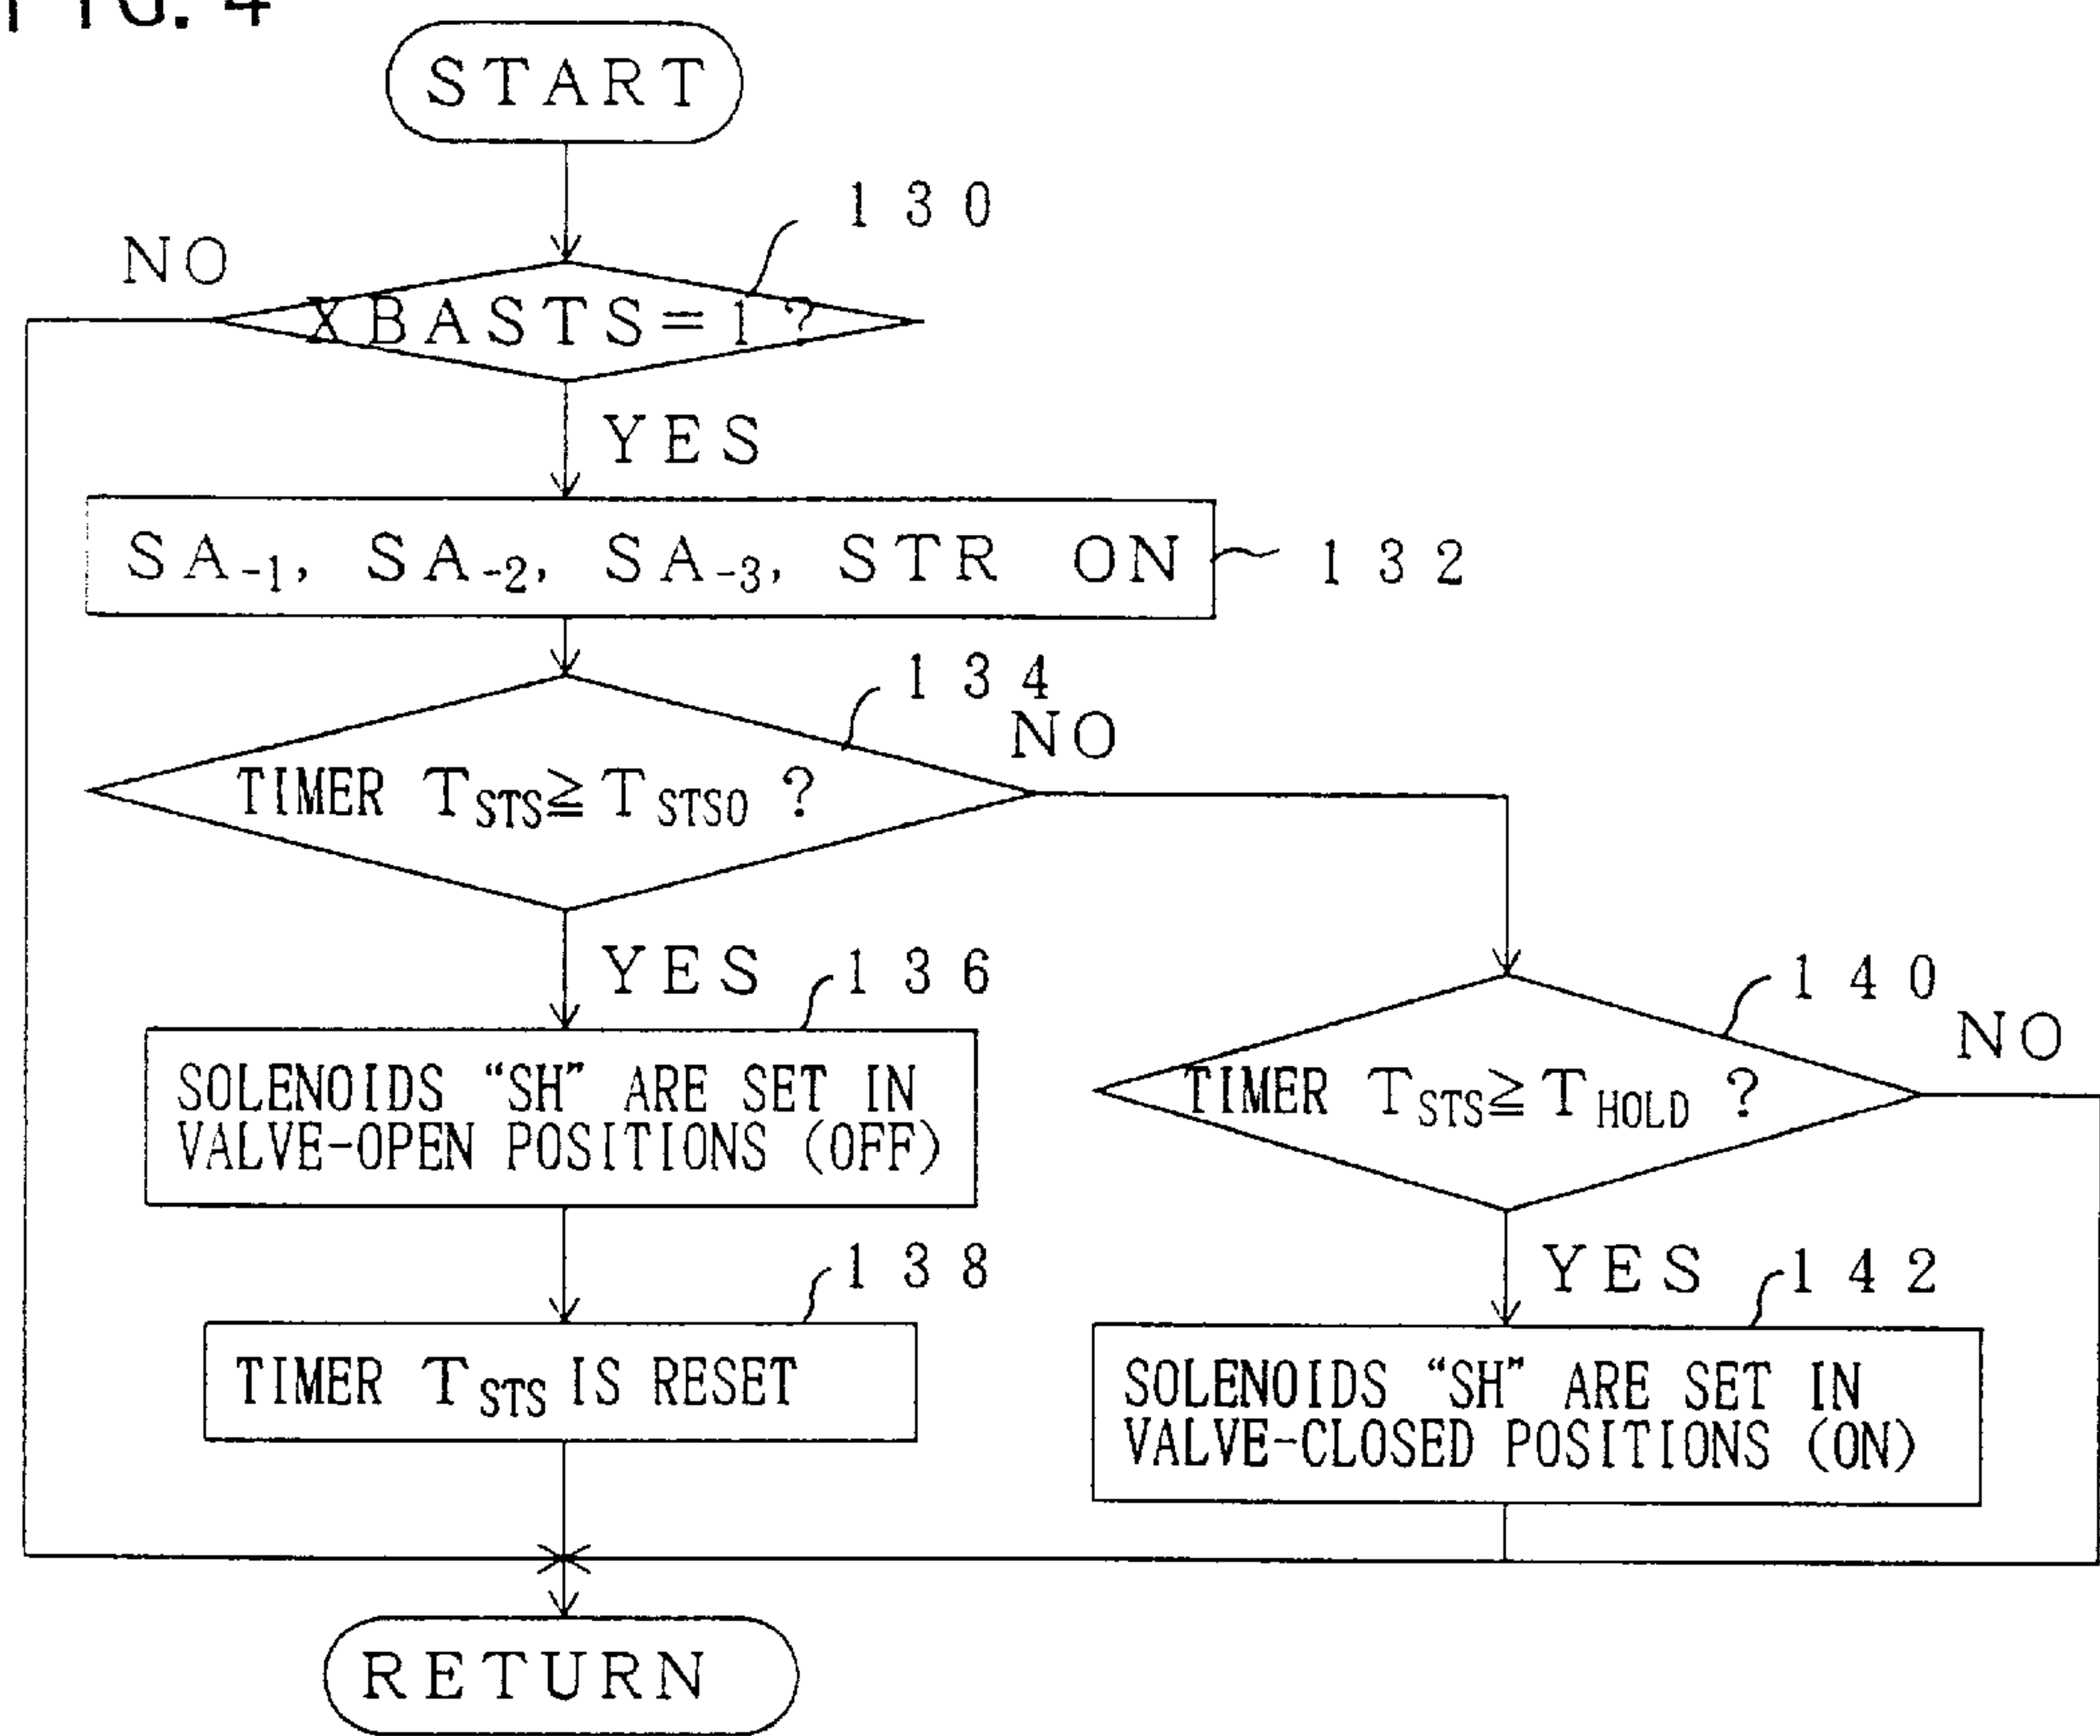 FIG. 4
START
130
NO
XBASTS=1?
YES
SA-1, SA-2, SA-3, STR ON
132
134
NO
TIMER TSTS≧TSTS0 ?
YES
136
140
NO
SOLENOIDS “SH” ARE SET IN
VALVE-OPEN POSITIONS (OFF)
TIMER TSTS≧THOLD ?
138
YES
142
TIMER TSTS IS RESET
SOLENOIDS “SH” ARE SET IN
VALVE-CLOSED POSITIONS (ON)
RETURN